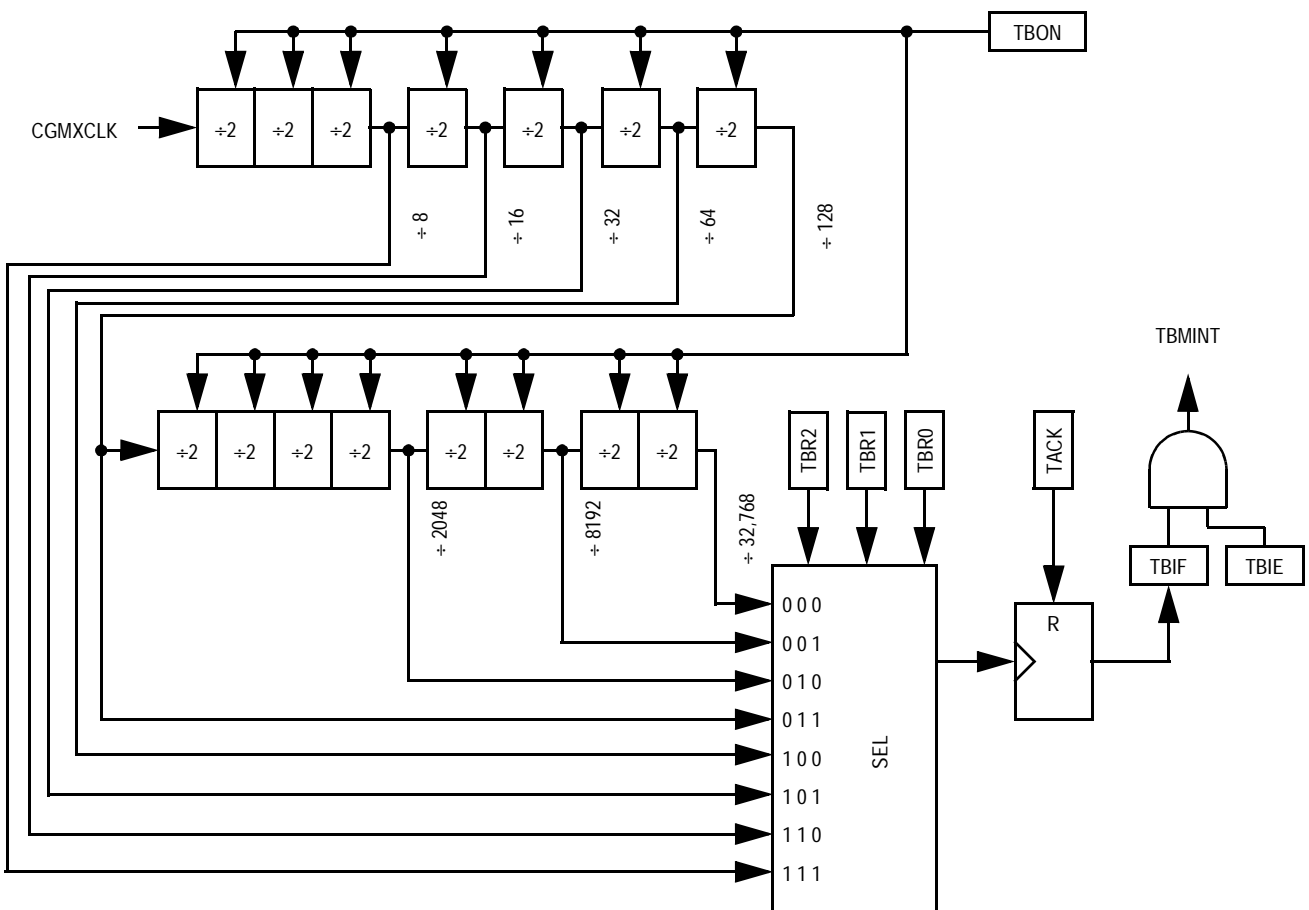 TBON
CGMXCLK
÷2 ÷2 ÷2 ÷2 ÷2 ÷2 ÷2
÷ 8
÷ 16
÷ 32
÷ 64
÷ 128
TBMINT
÷2 ÷2 ÷2 ÷2 ÷2 ÷2 ÷2 ÷2
TBR2
TBR1
TBR0
TACK
÷ 2048
÷ 8192
÷ 32,768
TBIF
TBIE
R
0 0 0
0 0 1
0 1 0
0 1 1
1 0 0
1 0 1
1 1 0
1 1 1
SEL